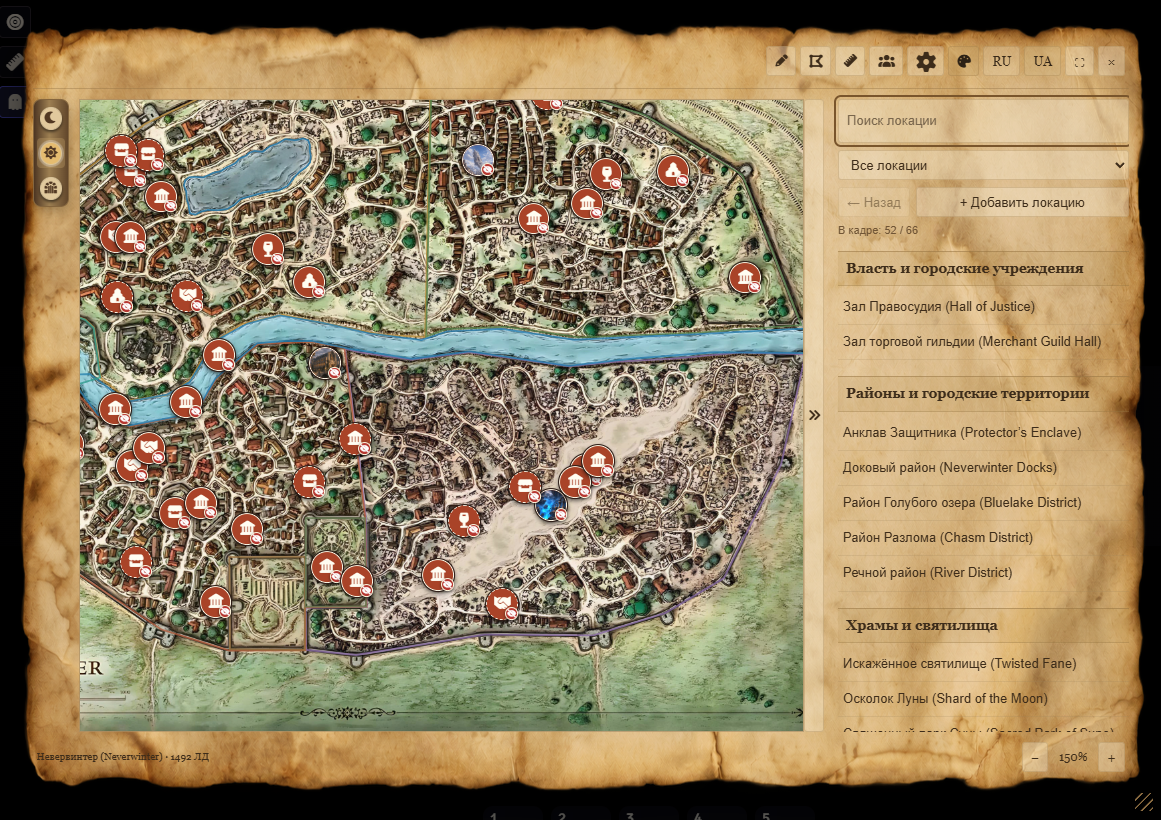 RU
UA
×
Поиск локации
Все локации
← Назад
+ Добавить локацию
В кадре: 52 / 66
Власть и городские учреждения
Зал Правосудия (Hall of Justice)
Зал торговой гильдии (Merchant Guild Hall)
Районы и городские территории
Анклав Защитника (Protector's Enclave)
Доковый район (Neverwinter Docks)
Район Голубого озера (Bluelake District)
Район Разлома (Chasm District)
Речной район (River District)
Храмы и святилища
Искажённое святилище (Twisted Fane)
Осколок Луны (Shard of the Moon)
»
ER
Невервинтер (Neverwinter) · 1492 ЛД
− 150% +
1 2 3 4 5